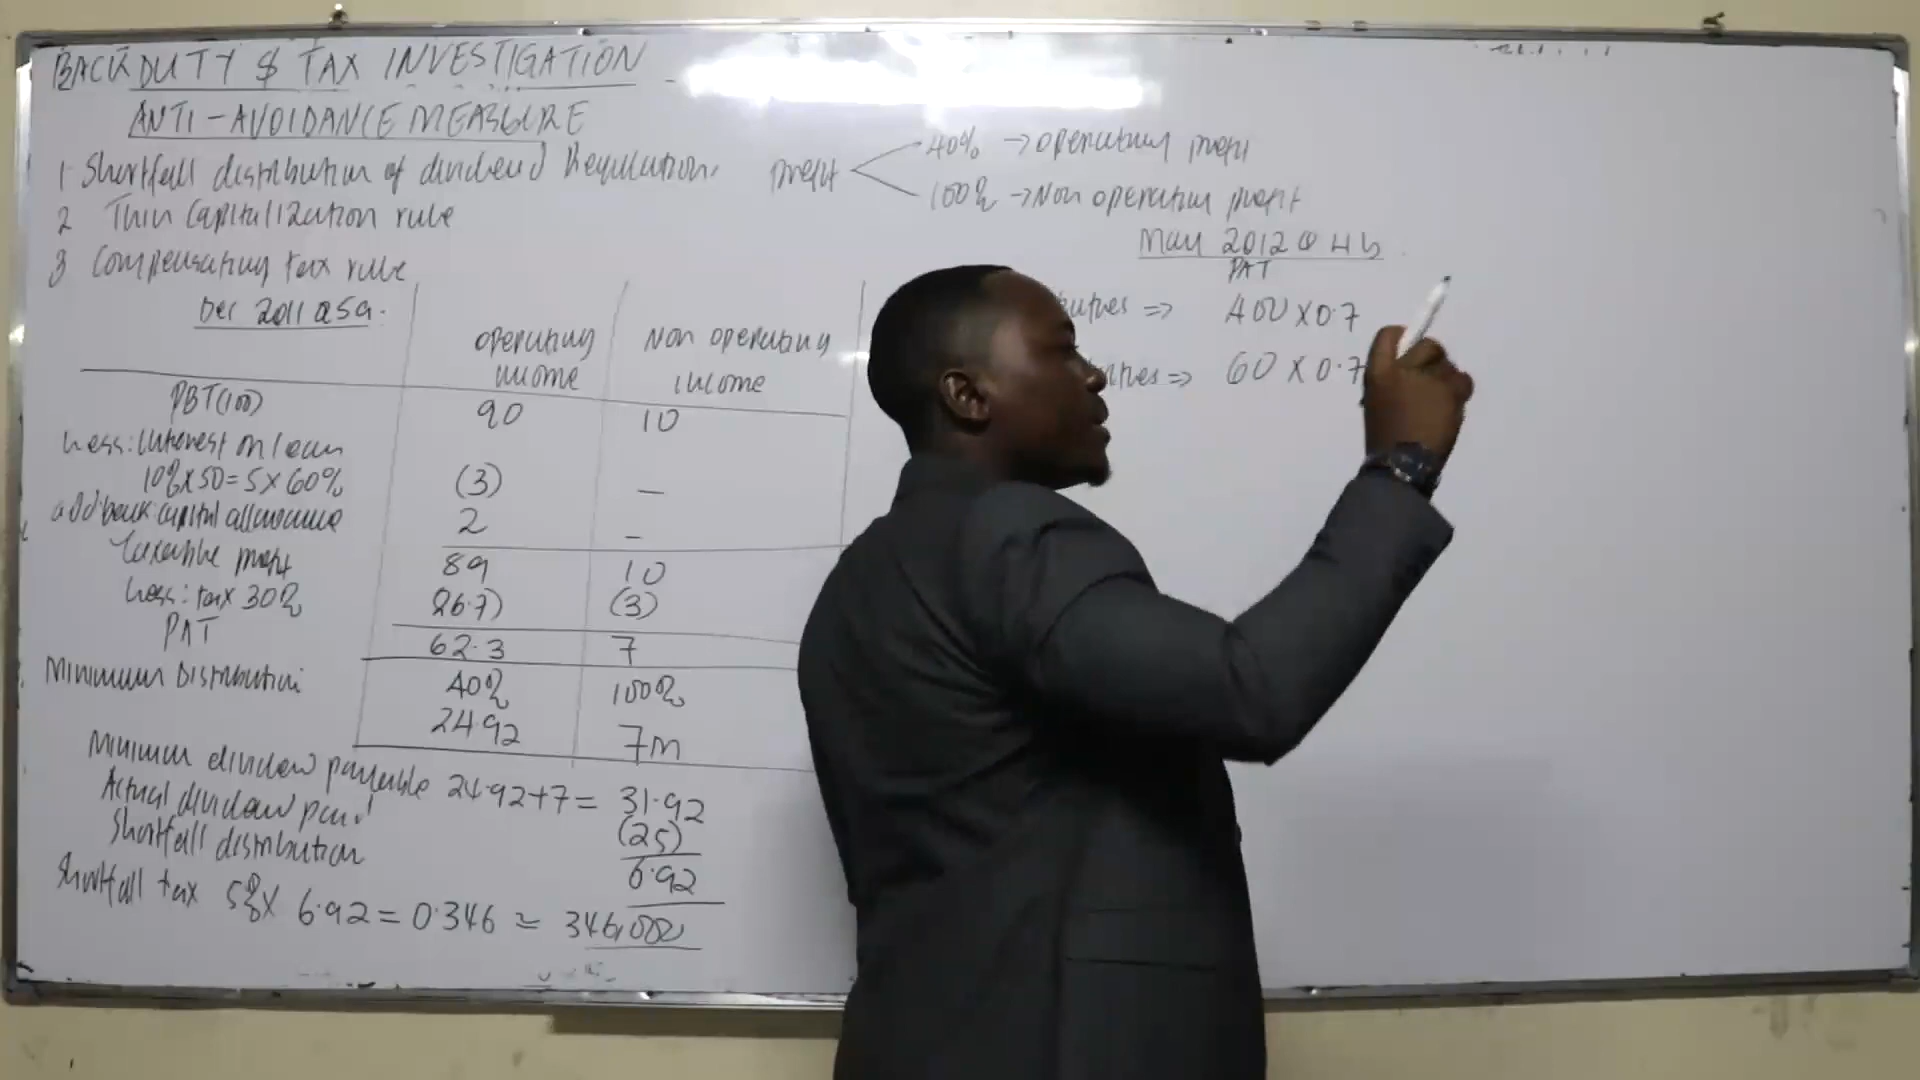 BACKDUTY & TAX INVESTIGATION
ANTI-AVOIDANCE MEASURE
1 Shortfall distribution of dividend Regulation.
2 Thin Capitalization rule
3 Compensating tax rule
profit
40% → operating profit
100% → Non operating profit
Dec 2011 Q5a.
operating income
Non operating income
PBT(100) 90 10
Less: Interest on loan
10% x 50 = 5 x 60% (3) —
add back: capital allowance 2 —
Taxable profit 89 10
Less: tax 30% (26.7) (3)
PAT 62.3 7
Minimum Distribution 40% 100%
24.92 7m
Minimum dividend payable 24.92+7= 31.92
Actual dividend paid (25)
Shortfall distribution 6.92
Shortfall tax 5% x 6.92 = 0.346 ≃ 346,000
May 2012 Q4b
PAT
=> 400 x 0.7
=> 60 x 0.7